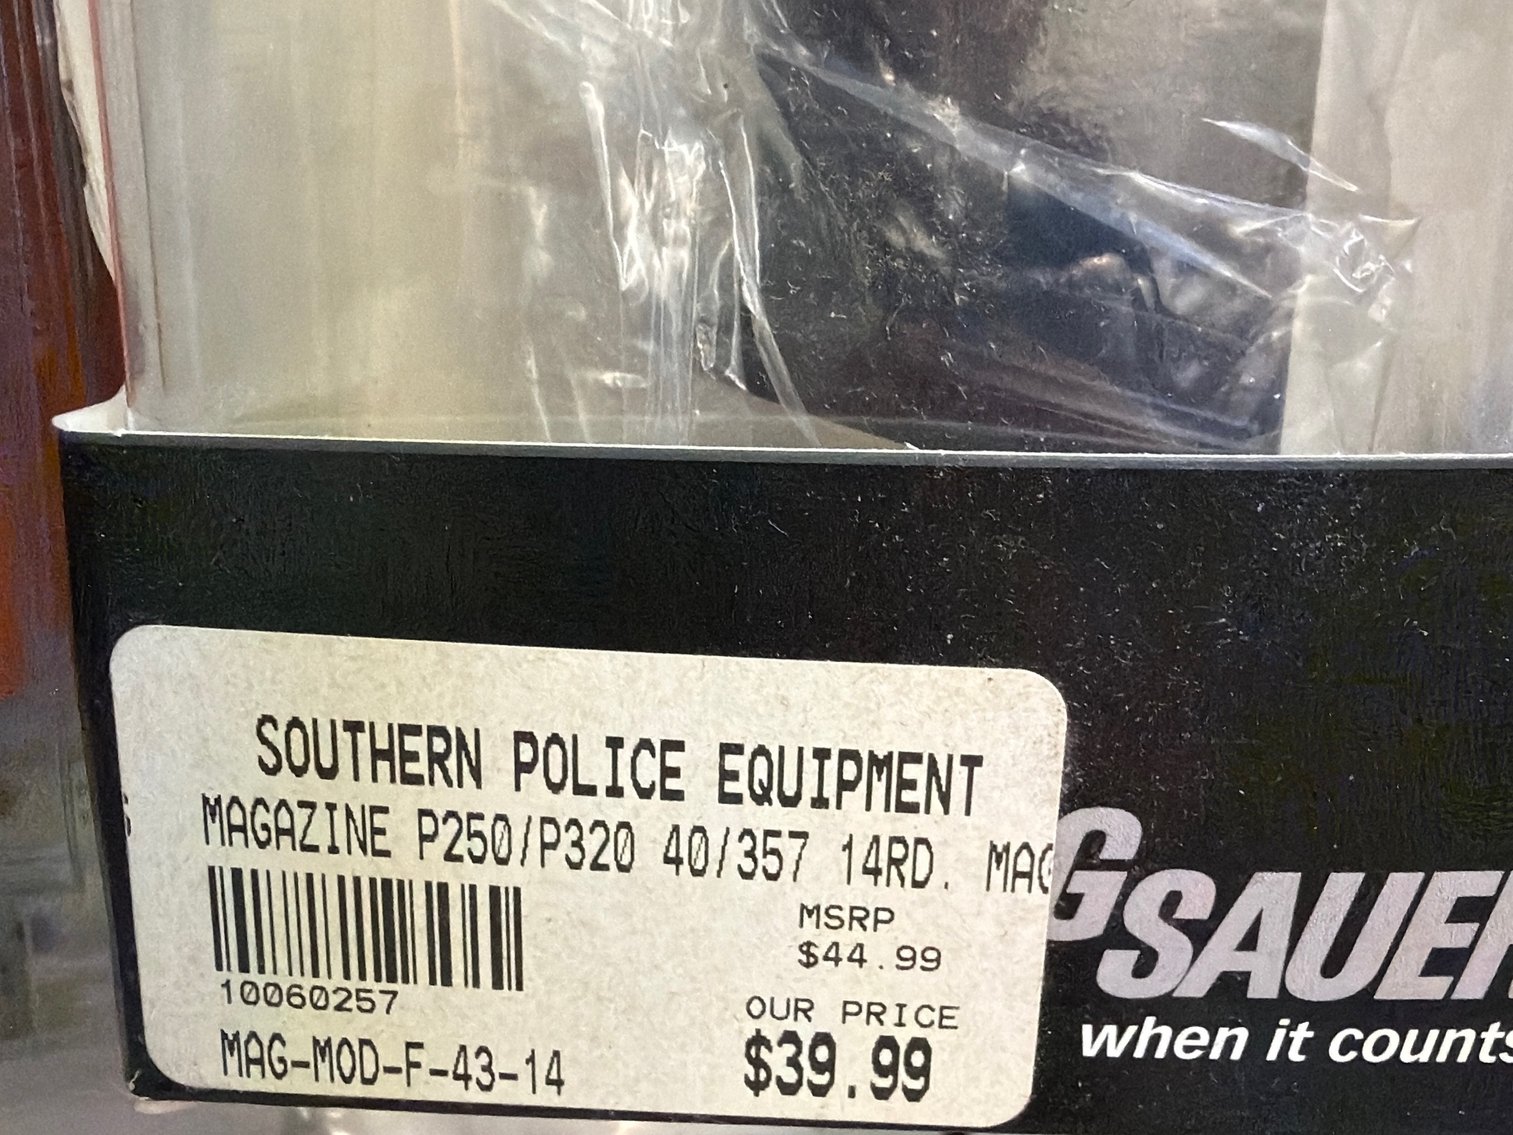 SOUTHERN POLICE EQUIPMENT
MAGAZINE P250/P320 40/357 14RD. MAG
MSRP
$44.99
10060257
OUR PRICE
MAG-MOD-F-43-14
$39.99
G SAUER
when it counts